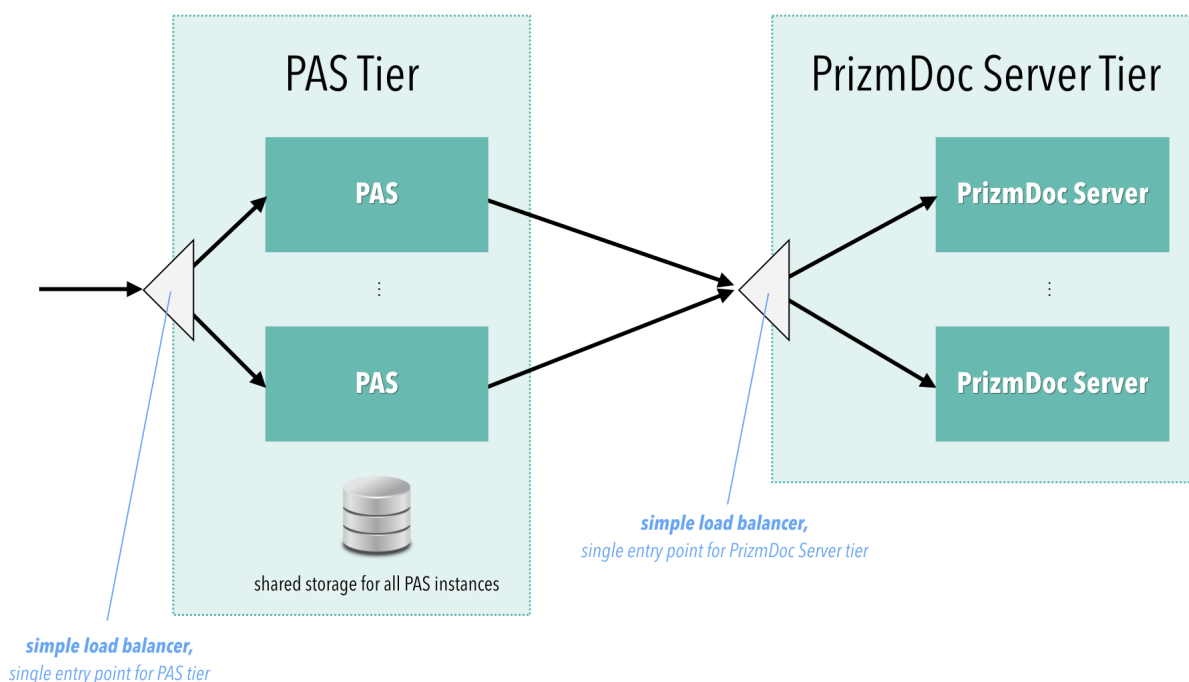 PAS Tier
PAS
⋮
PAS
shared storage for all PAS instances
simple load balancer,
single entry point for PAS tier
PrizmDoc Server Tier
PrizmDoc Server
⋮
PrizmDoc Server
simple load balancer,
single entry point for PrizmDoc Server tier